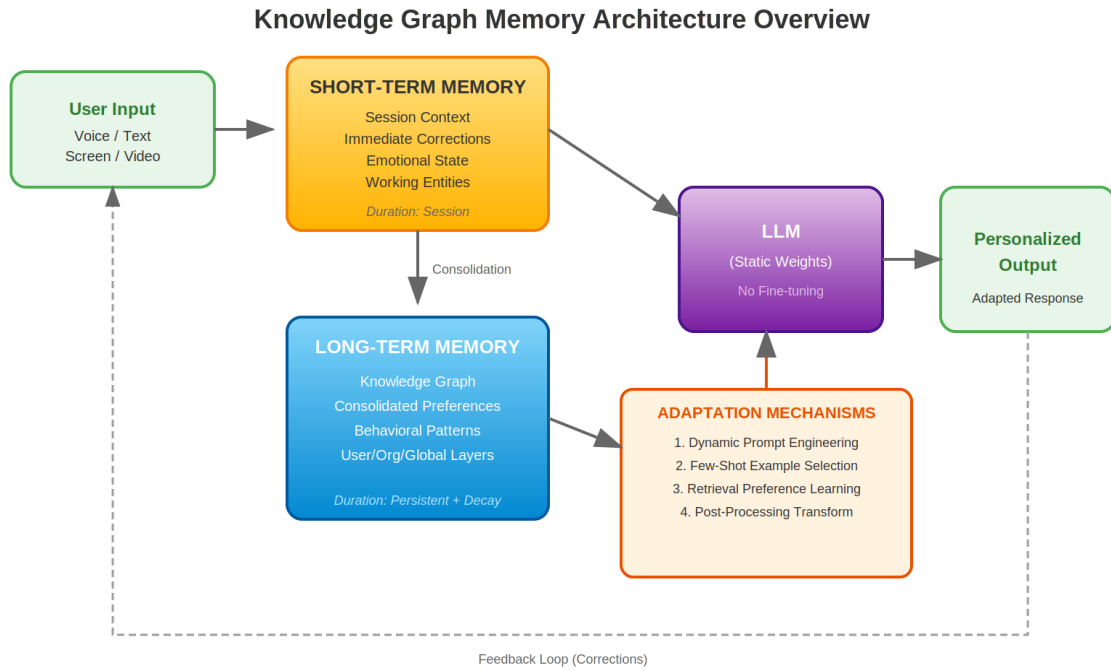 Knowledge Graph Memory Architecture Overview
User Input
Voice / Text
Screen / Video
SHORT-TERM MEMORY
Session Context
Immediate Corrections
Emotional State
Working Entities
Duration: Session
Consolidation
LONG-TERM MEMORY
Knowledge Graph
Consolidated Preferences
Behavioral Patterns
User/Org/Global Layers
Duration: Persistent + Decay
LLM
(Static Weights)
No Fine-tuning
ADAPTATION MECHANISMS
1. Dynamic Prompt Engineering
2. Few-Shot Example Selection
3. Retrieval Preference Learning
4. Post-Processing Transform
Personalized
Output
Adapted Response
Feedback Loop (Corrections)